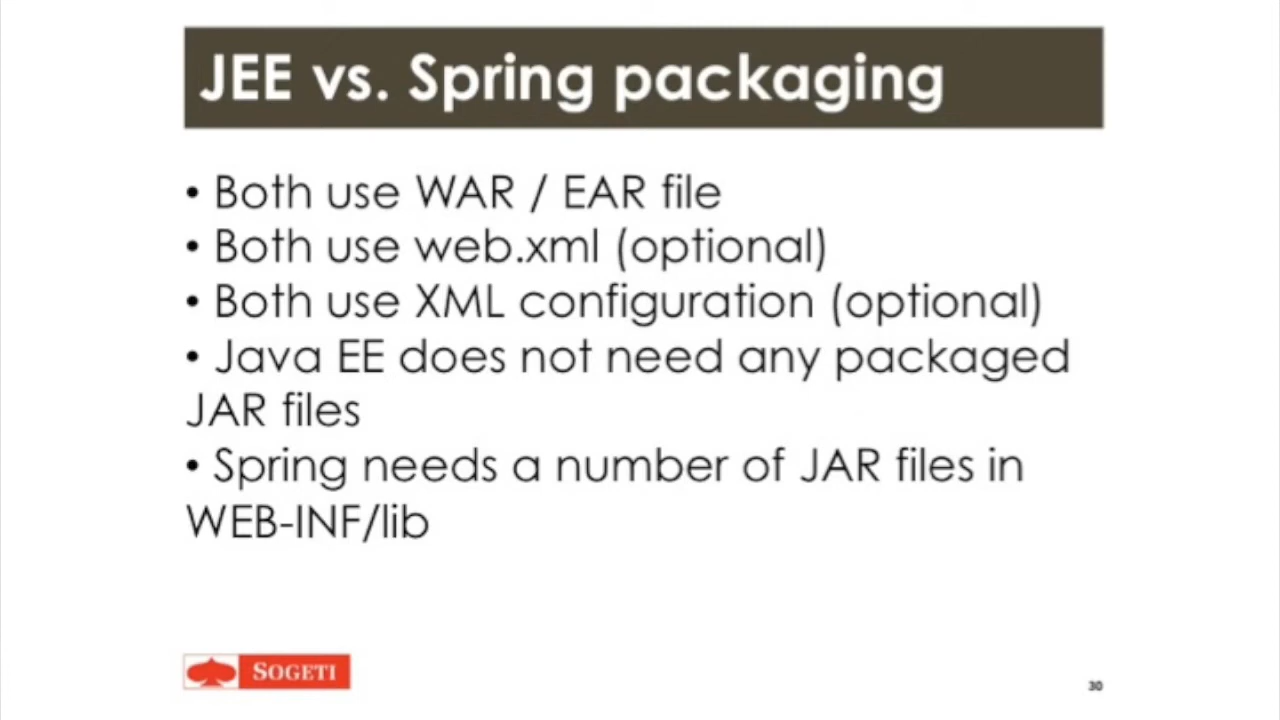 JEE vs. Spring packaging
• Both use WAR / EAR file
• Both use web.xml (optional)
• Both use XML configuration (optional)
• Java EE does not need any packaged
JAR files
• Spring needs a number of JAR files in
WEB-INF/lib
SOGETI
30